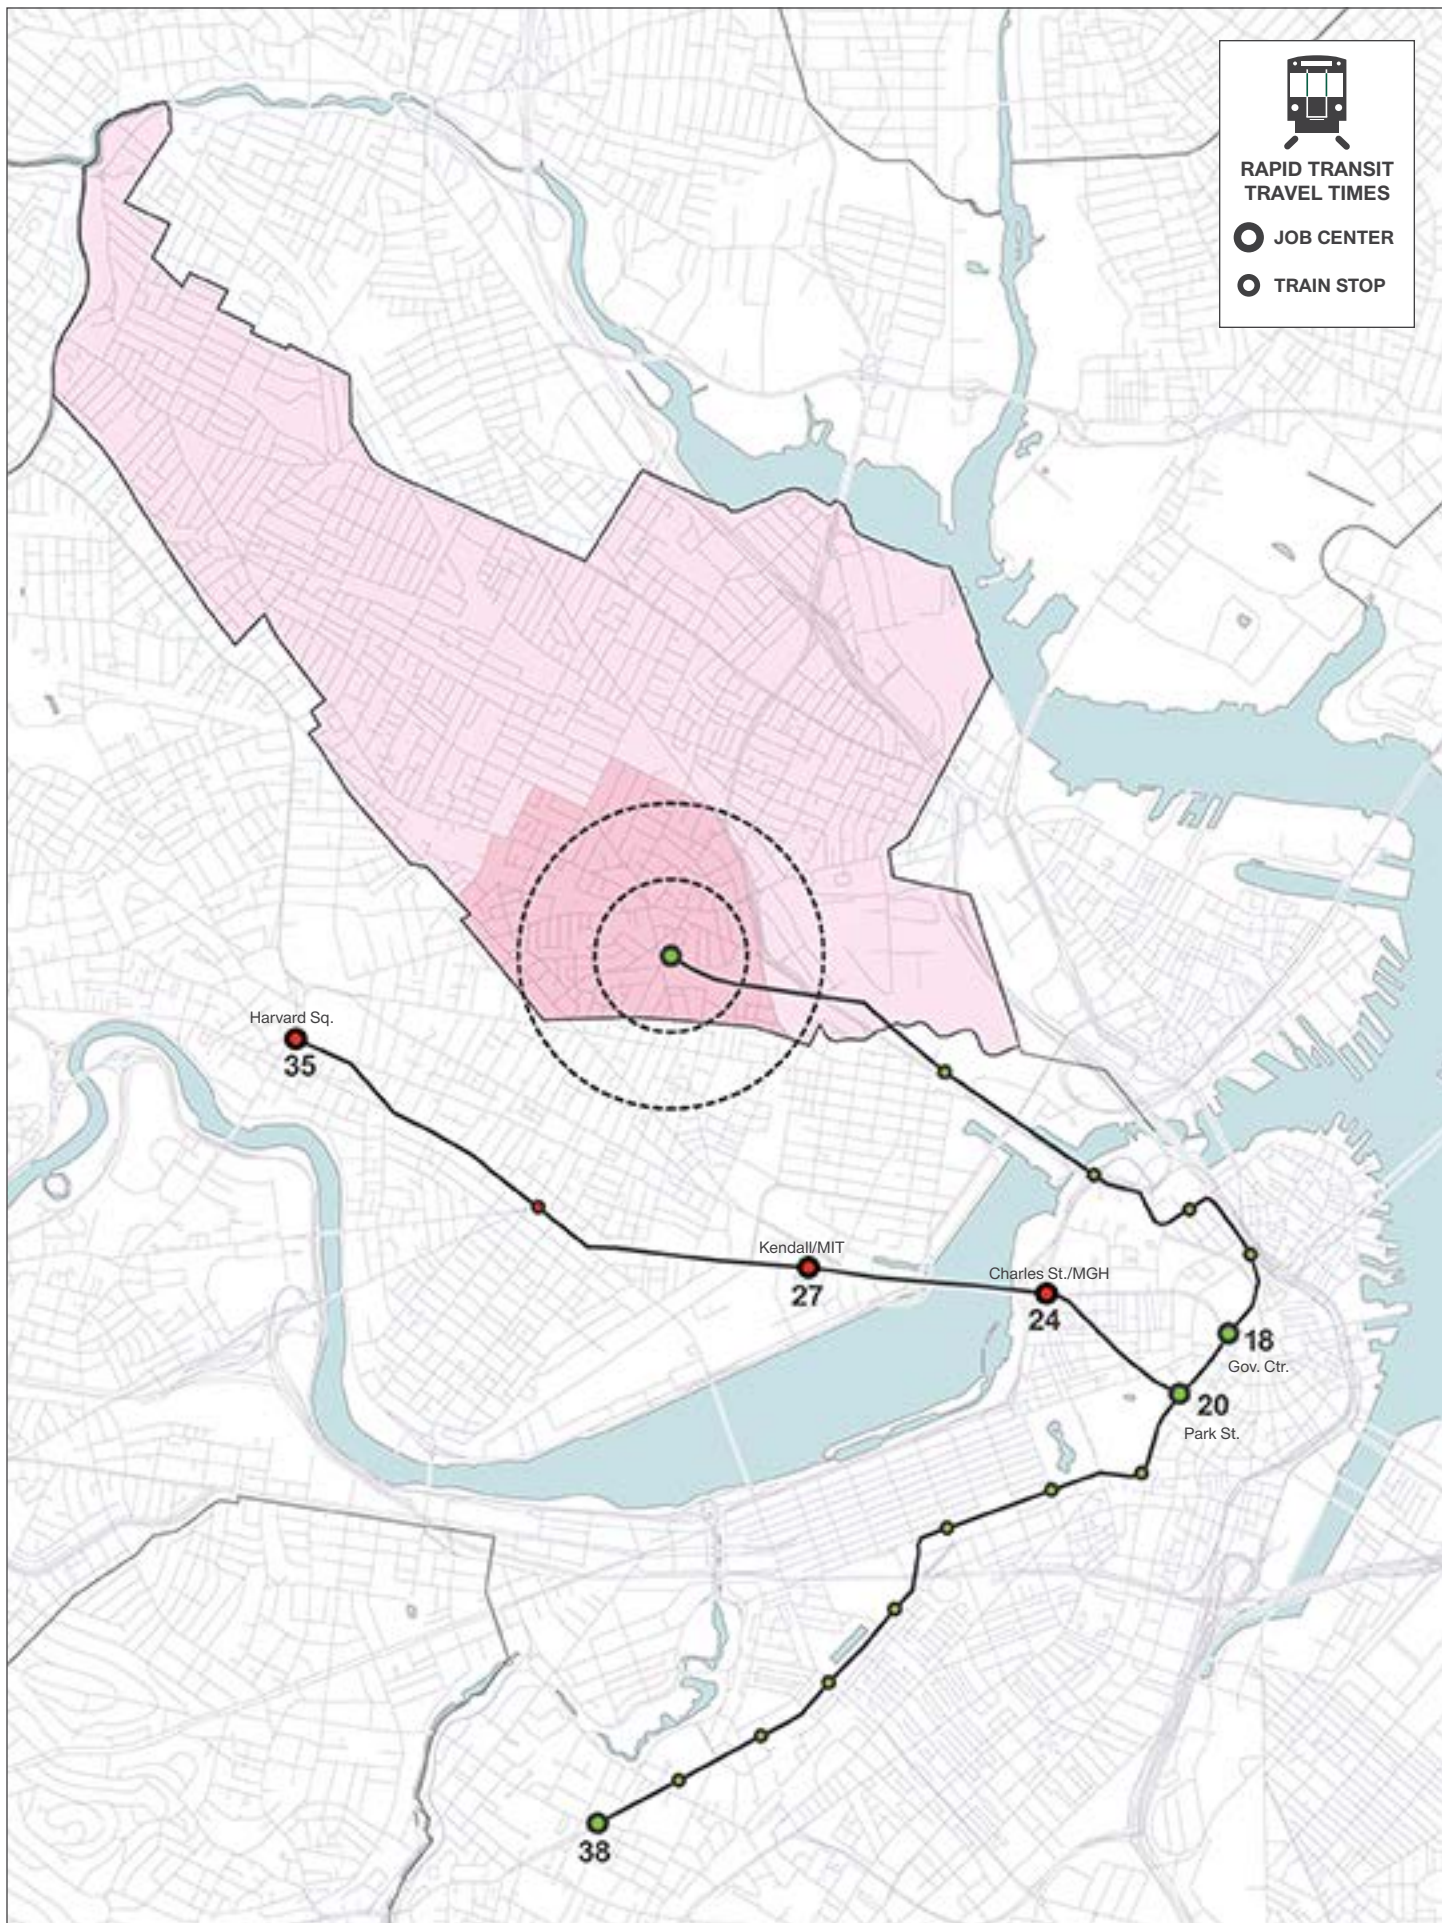 RAPID TRANSIT
TRAVEL TIMES
JOB CENTER
TRAIN STOP
Harvard Sq.
35
Kendall/MIT
27
Charles St./MGH
24
18
Gov. Ctr.
20
Park St.
38